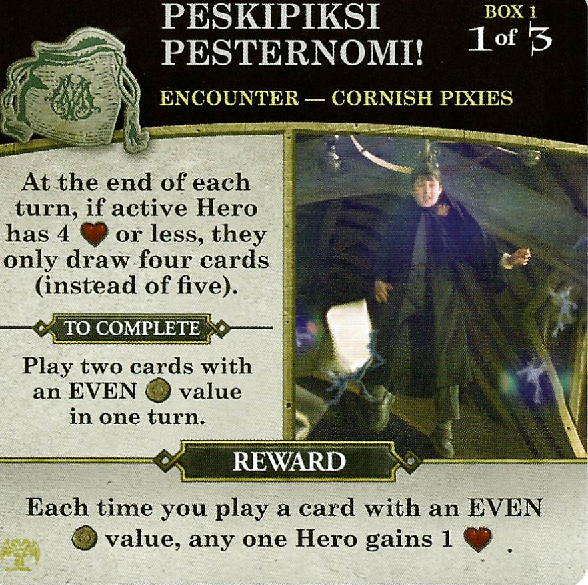 PESKIPIKSI
PESTERNOMI!
BOX 1
1 of 3
ENCOUNTER — CORNISH PIXIES
At the end of each
turn, if active Hero
has 4 ❤ or less, they
only draw four cards
(instead of five).
TO COMPLETE
Play two cards with
an EVEN value
in one turn.
REWARD
Each time you play a card with an EVEN
value, any one Hero gains 1 ❤ .